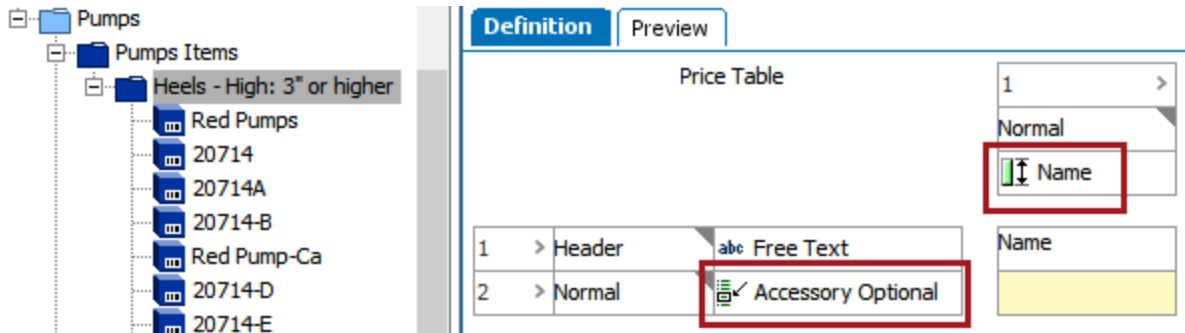 Pumps
Pumps Items
Heels - High: 3" or higher
Red Pumps
20714
20714A
20714-B
Red Pump-Ca
20714-D
20714-E
Definition Preview
Price Table 1 >
Normal
Name
1 > Header abc Free Text Name
2 > Normal Accessory Optional